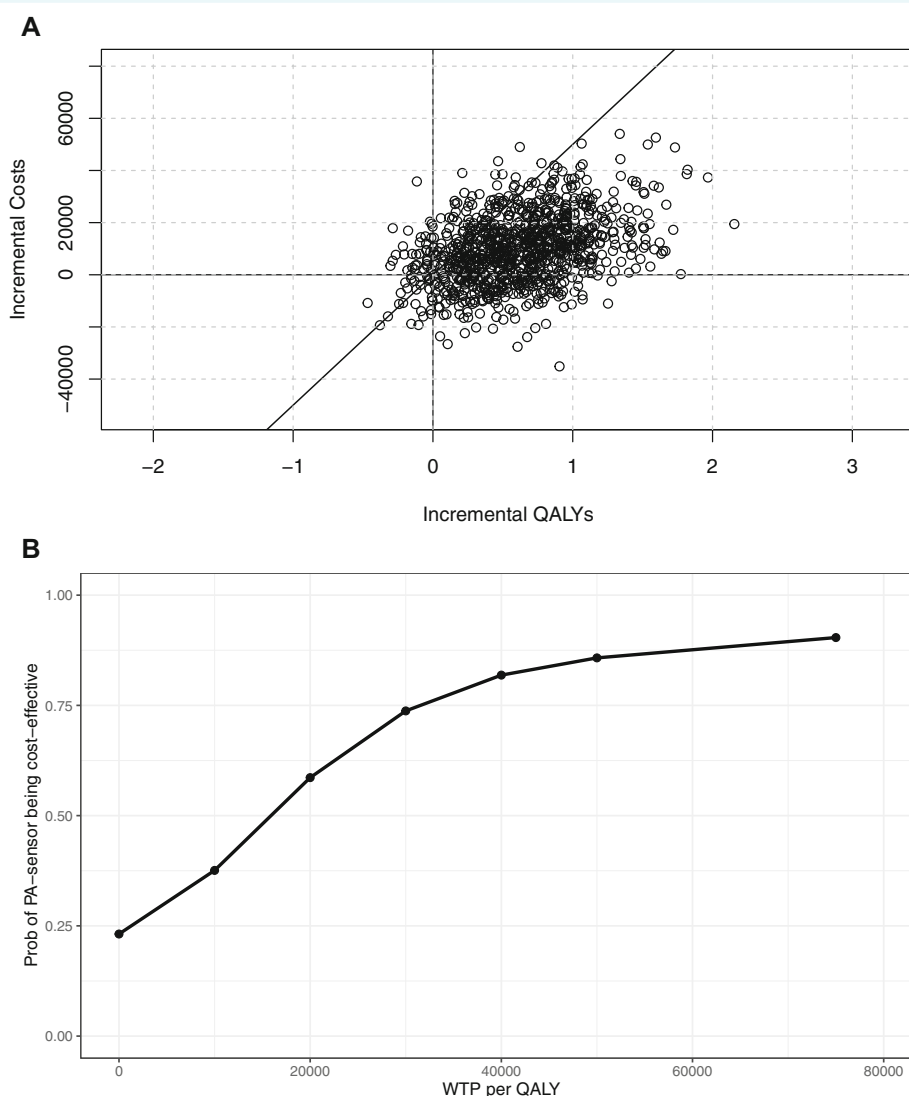 A
Incremental Costs
60000
20000
0
−40000
−2 −1 0 1 2 3
Incremental QALYs
B
Prob of PA−sensor being cost−effective
1.00
0.75
0.50
0.25
0.00
0 20000 40000 60000 80000
WTP per QALY